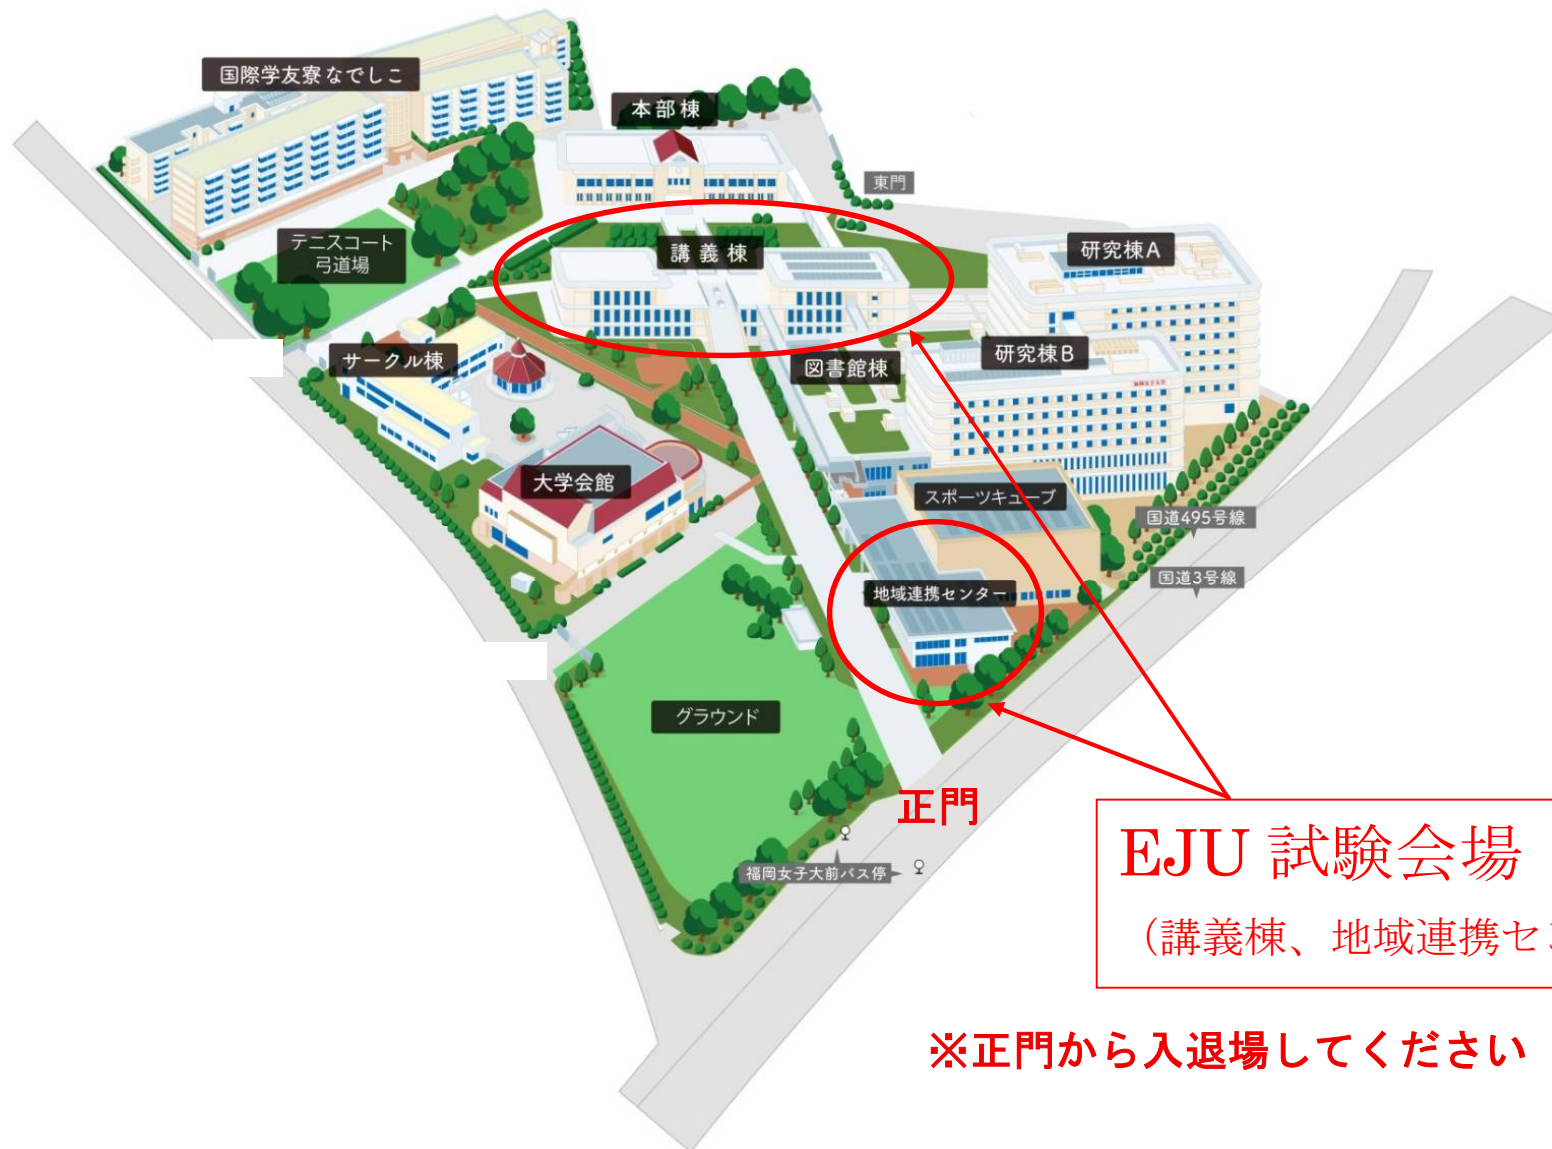 国際学友寮なでしこ
本部棟
東門
テニスコート
弓道場
講義棟
研究棟A
サークル棟
図書館棟
研究棟B
福岡女子大学
大学会館
スポーツキューブ
国道495号線
国道3号線
地域連携センター
グラウンド
正門
福岡女子大前バス停
EJU 試験会場
（講義棟、地域連携セ
※正門から入退場してください